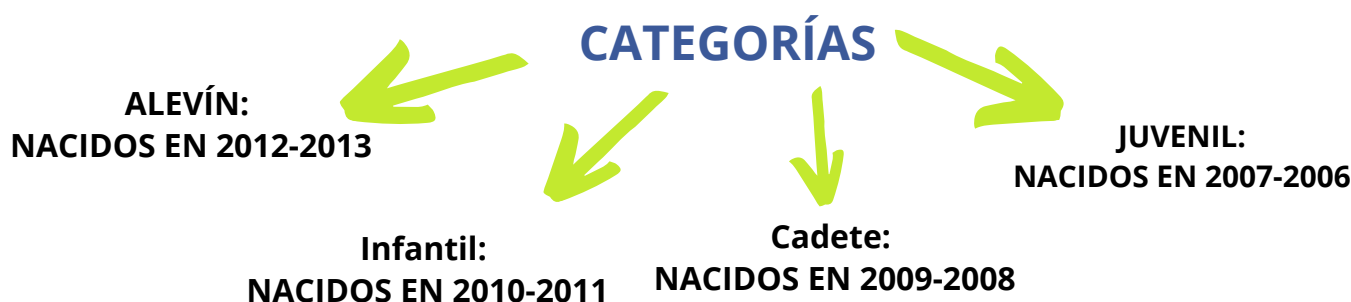 CATEGORÍAS
ALEVÍN:
NACIDOS EN 2012-2013
Infantil:
NACIDOS EN 2010-2011
Cadete:
NACIDOS EN 2009-2008
JUVENIL:
NACIDOS EN 2007-2006